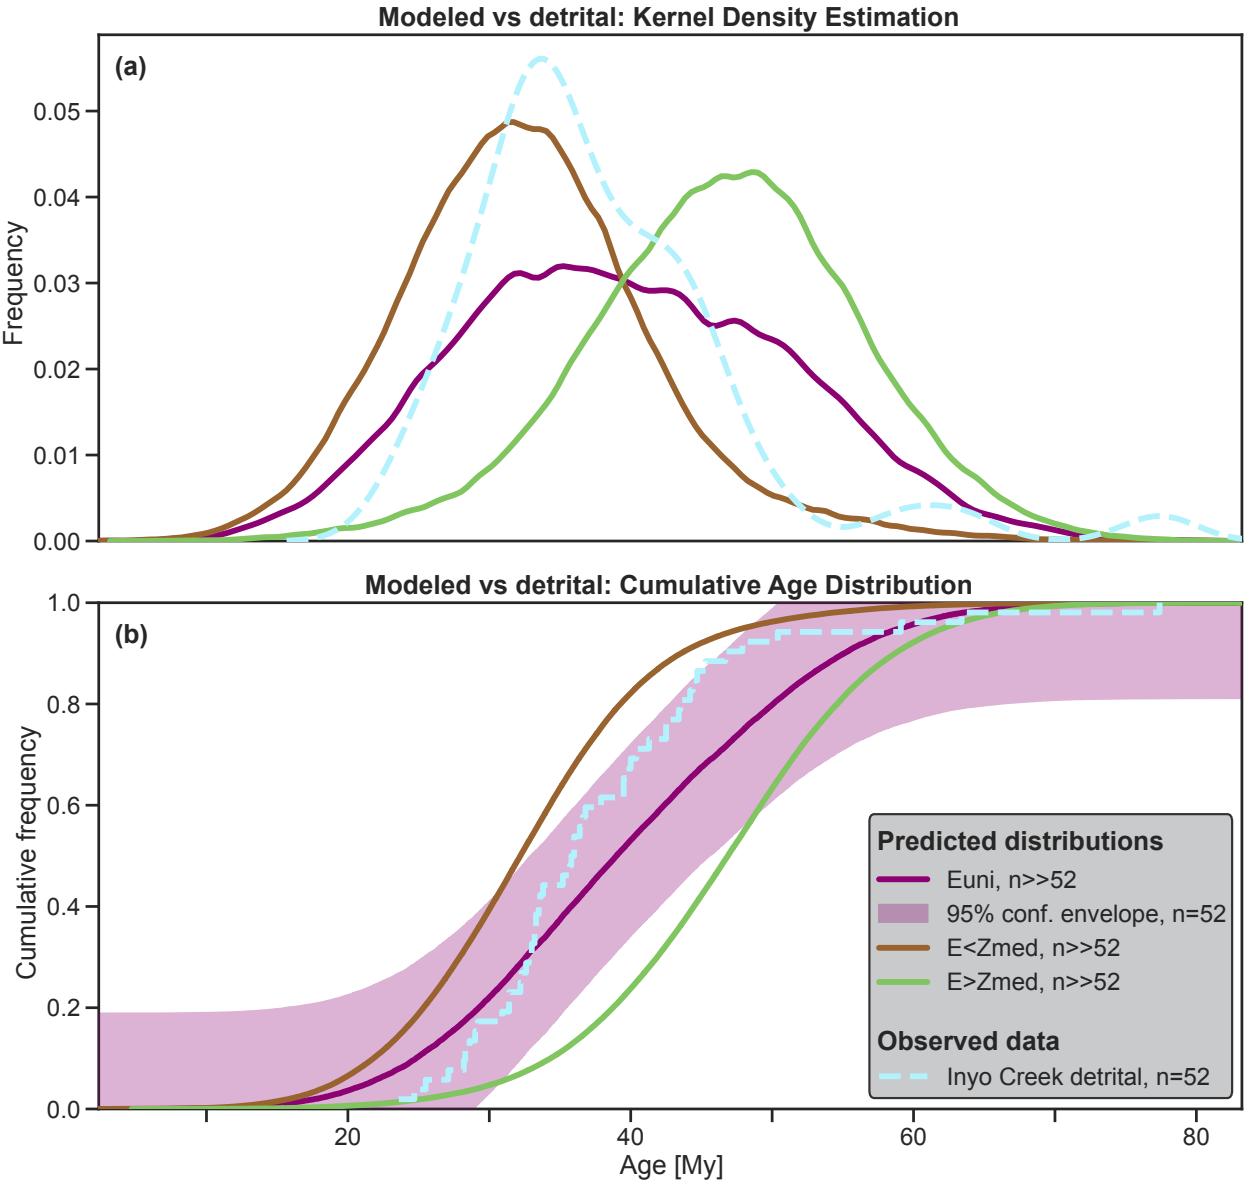 Modeled vs detrital: Kernel Density Estimation
(a)
Frequency
0.05
0.04
0.03
0.02
0.01
0.00
Modeled vs detrital: Cumulative Age Distribution
(b)
Cumulative frequency
1.0
0.8
0.6
0.4
0.2
0.0
Predicted distributions
Euni, n>>52
95% conf. envelope, n=52
E<Zmed, n>>52
E>Zmed, n>>52
Observed data
Inyo Creek detrital, n=52
20 40 60 80
Age [My]